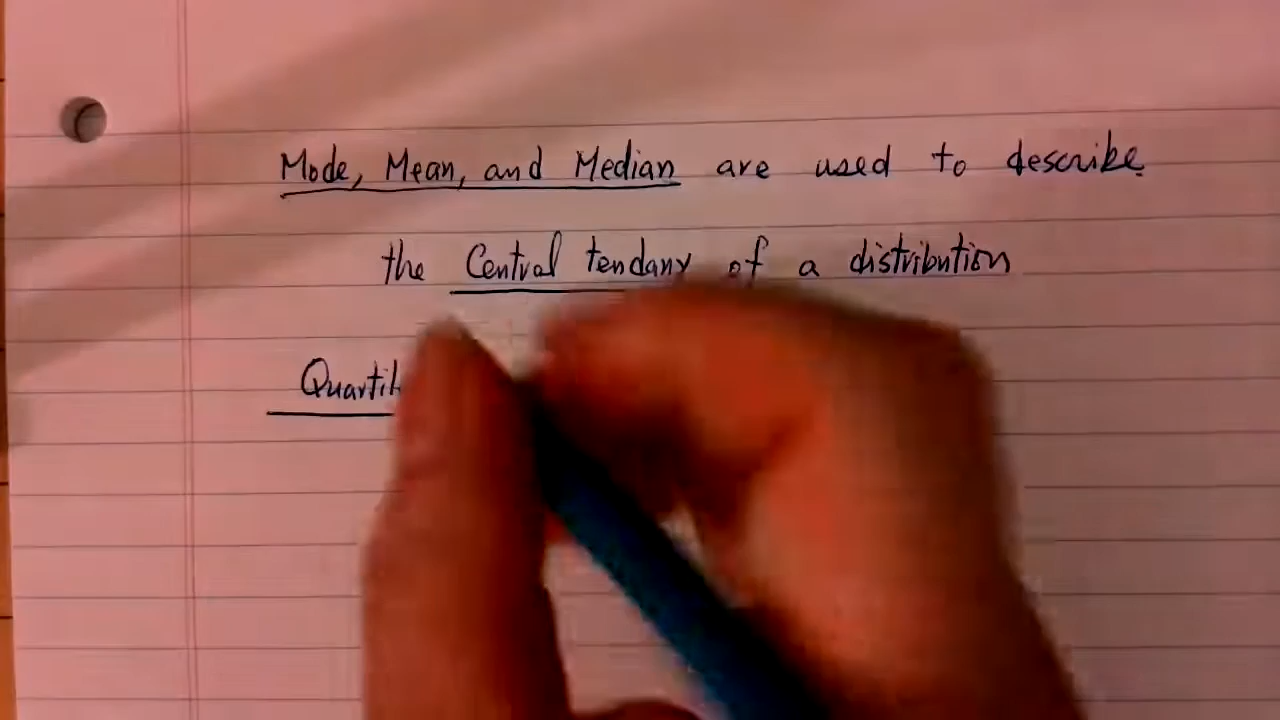 Mode, Mean, and Median are used to describe
the Central tendany of a distribution